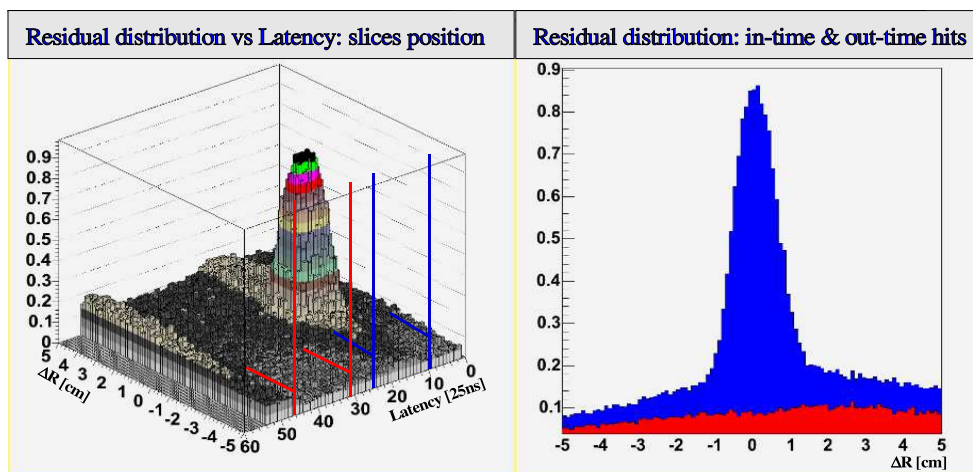 Residual distribution vs Latency: slices position
Residual distribution: in-time & out-time hits
0.9
0.8
0.7
0.6
0.5
0.4
0.3
0.2
0.1
0
5 4 3 2 1 0 -1 -2 -3 -4 -5
ΔR [cm]
60 50 40 30 20 10 0
Latency [25ns]
0.9
0.8
0.7
0.6
0.5
0.4
0.3
0.2
0.1
-5 -4 -3 -2 -1 0 1 2 3 4 5
ΔR [cm]